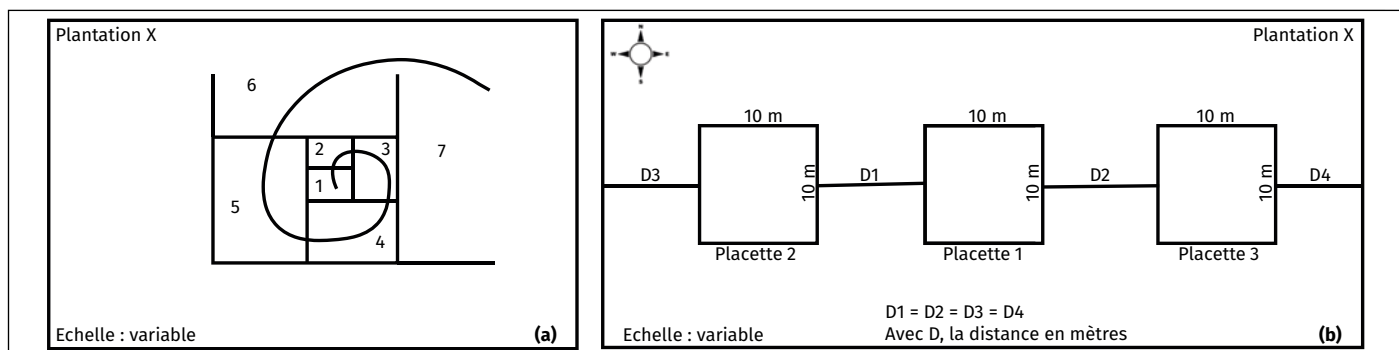 Plantation X
6
2
3
7
1
5
4
Echelle : variable
(a)
Plantation X
N
W
E
S
10 m
10 m
10 m
D3
10 m
D1
10 m
D2
10 m
D4
Placette 2
Placette 1
Placette 3
D1 = D2 = D3 = D4
Echelle : variable
Avec D, la distance en mètres
(b)